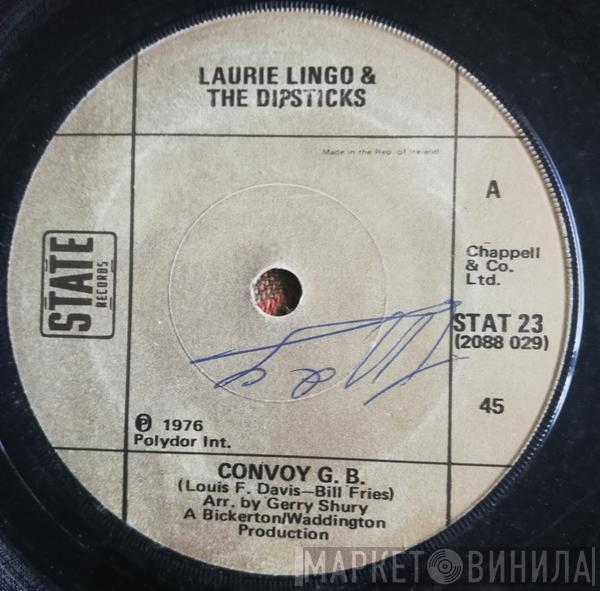 LAURIE LINGO &
THE DIPSTICKS
Made in the Rep. of Ireland
A
Chappell
& Co.
Ltd.
STATE
RECORDS
STAT 23
(2088 029)
45
Ⓟ 1976
Polydor Int.
CONVOY G. B.
(Louis F. Davis—Bill Fries)
Arr. by Gerry Shury
A Bickerton/Waddington
Production
МАРКЕТ ВИНИЛА